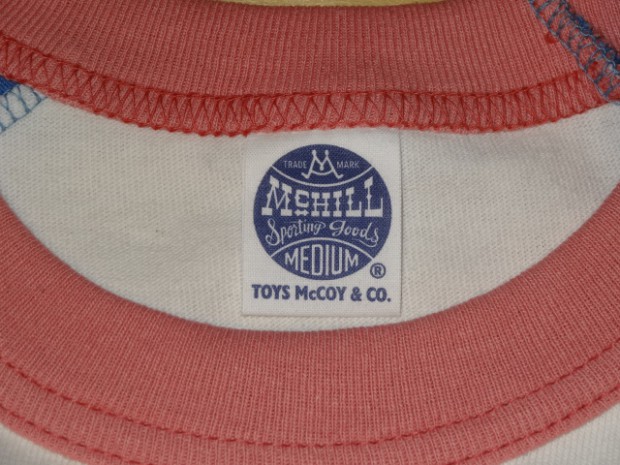 TRADE MARK
McHILL
Sporting Goods
MEDIUM
®
TOYS McCOY & CO.